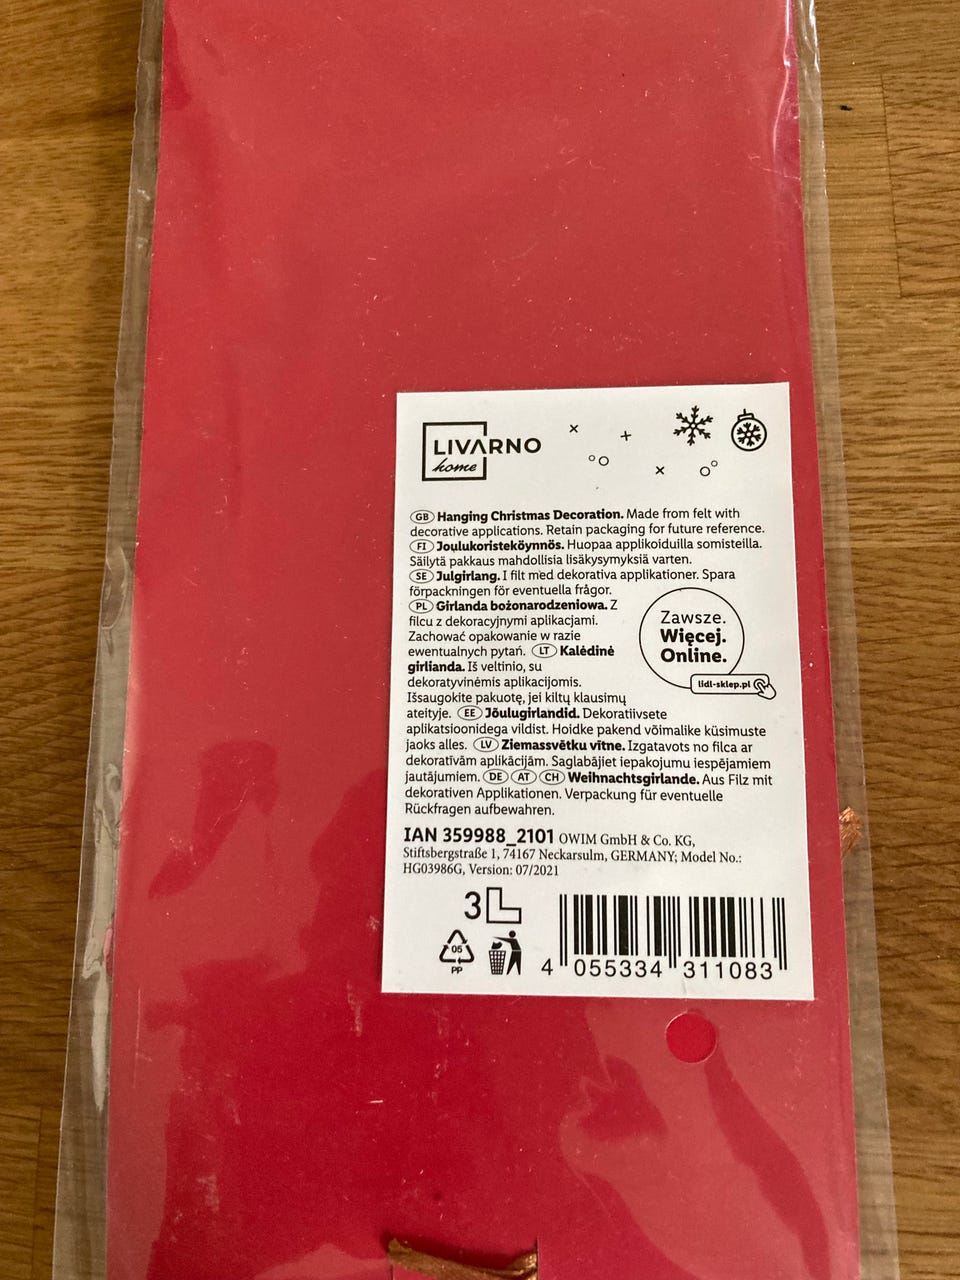 LIVARNO
home
GB Hanging Christmas Decoration. Made from felt with
decorative applications. Retain packaging for future reference.
FI Joulukoristeköynnös. Huopaa applikoiduilla somisteilla.
Säilytä pakkaus mahdollisia lisäkysymyksiä varten.
SE Julgirlang. I filt med dekorativa applikationer. Spara
förpackningen för eventuella frågor.
PL Girlanda bożonarodzeniowa. Z
filcu z dekoracyjnymi aplikacjami.
Zachować opakowanie w razie
ewentualnych pytań. LT Kalėdinė
girlianda. Iš veltinio, su
dekoratyvinėmis aplikacijomis.
Išsaugokite pakuotę, jei kiltų klausimų
ateityje. EE Jõulugirlandid. Dekoratiivsete
aplikatsioonidega vildist. Hoidke pakend võimalike küsimuste
jaoks alles. LV Ziemassvētku vītne. Izgatavots no filca ar
dekoratīvām aplikācijām. Saglabājiet iepakojumu iespējamiem
jautājumiem. DE AT CH Weihnachtsgirlande. Aus Filz mit
dekorativen Applikationen. Verpackung für eventuelle
Rückfragen aufbewahren.
Zawsze.
Więcej.
Online.
lidl-sklep.pl
IAN 359988_2101 OWIM GmbH & Co. KG,
Stiftsbergstraße 1, 74167 Neckarsulm, GERMANY; Model No.:
HG03986G, Version: 07/2021
3L
05
PP
4 055334 311083